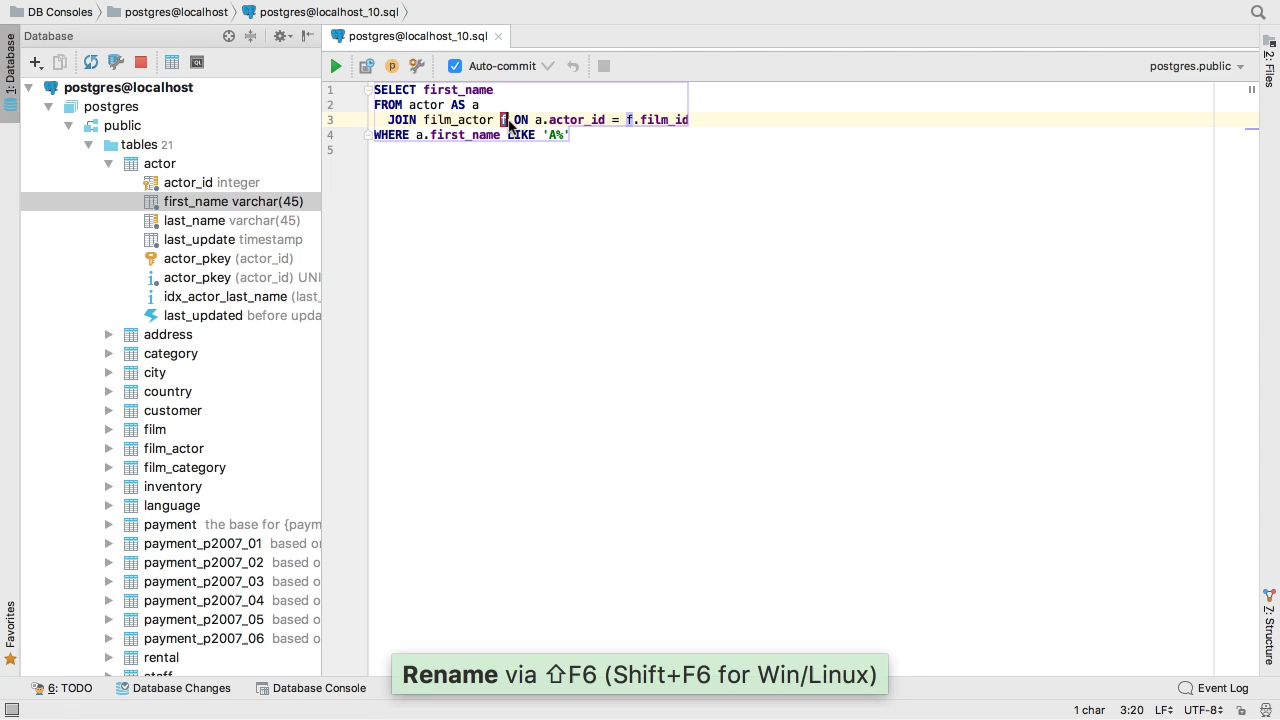 DB Consoles
postgres@localhost
postgres@localhost_10.sql
1: Database
Database
postgres@localhost_10.sql
2: Files
Auto-commit
postgres.public
postgres@localhost
postgres
public
tables 21
actor
actor_id integer
first_name varchar(45)
last_name varchar(45)
last_update timestamp
actor_pkey (actor_id)
actor_pkey (actor_id) UNI
idx_actor_last_name (last_
last_updated before upda
address
category
city
country
customer
film
film_actor
film_category
inventory
language
payment the base for {paym
payment_p2007_01 based o
payment_p2007_02 based o
payment_p2007_03 based o
payment_p2007_04 based o
payment_p2007_05 based o
payment_p2007_06 based o
rental
1 SELECT first_name
2 FROM actor AS a
3 JOIN film_actor f ON a.actor_id = f.film_id
4 WHERE a.first_name LIKE 'A%'
5
Favorites
Z: Structure
Rename via ⇧F6 (Shift+F6 for Win/Linux)
6: TODO
Database Changes
Database Console
Event Log
1 char
3:20
LF
UTF-8